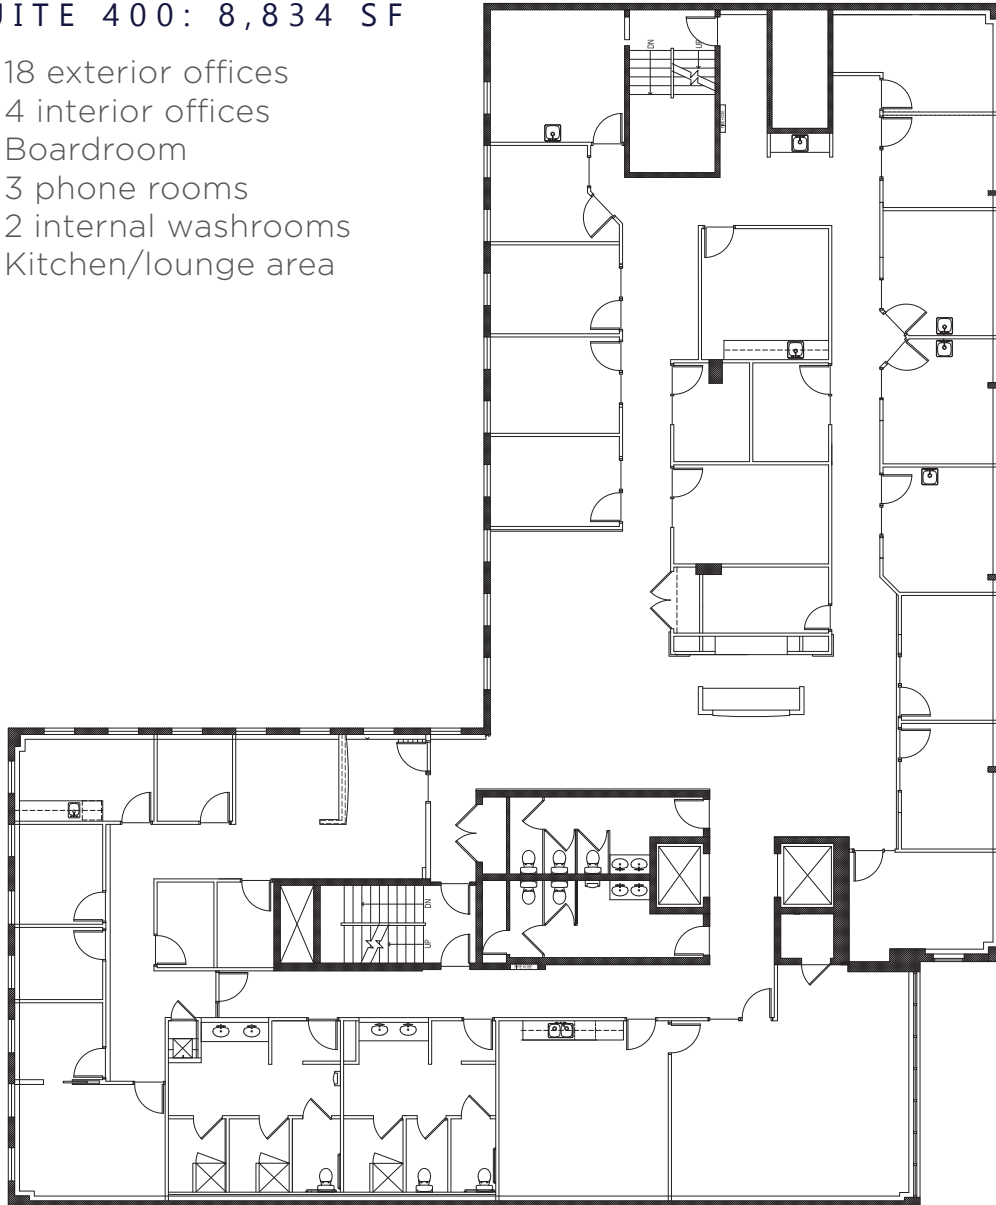 UITE 400: 8,834 SF
18 exterior offices
4 interior offices
Boardroom
3 phone rooms
2 internal washrooms
Kitchen/lounge area
DN
UP
DN
UP